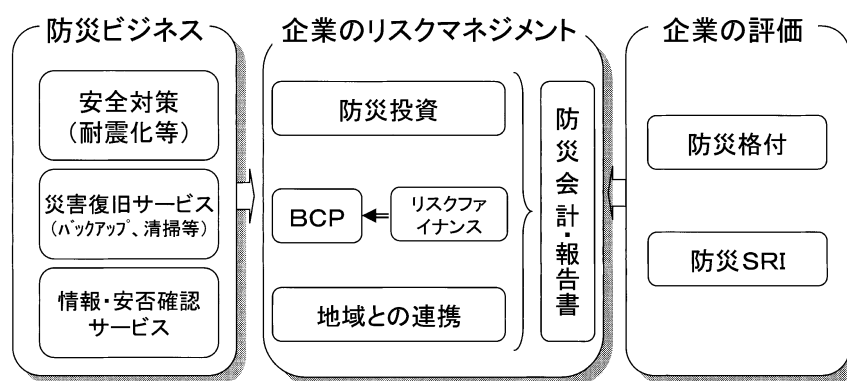 防災ビジネス
安全対策
(耐震化等)
災害復旧サービス
(ﾊﾞｯｸｱｯﾌﾟ、清掃等)
情報・安否確認
サービス
企業のリスクマネジメント
防災投資
BCP
リスクファ
イナンス
地域との連携
防災会計・報告書
企業の評価
防災格付
防災SRI